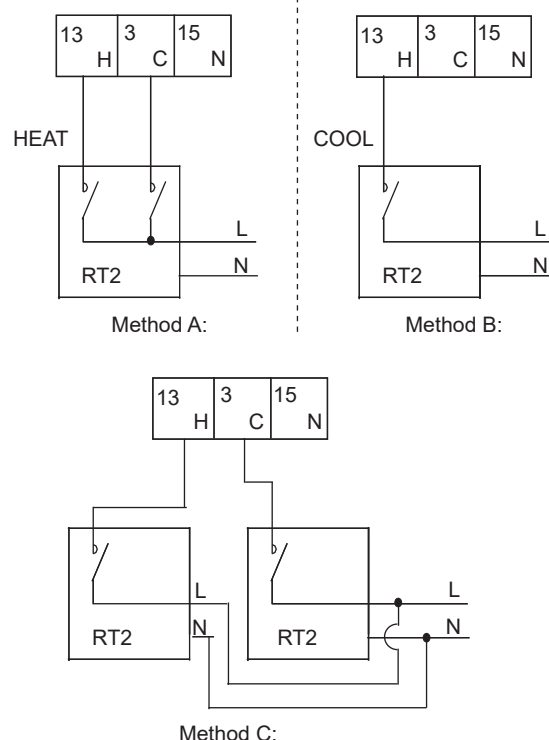 13 H 3 C 15 N
HEAT
L
N
RT2
Method A:
13 H 3 C 15 N
COOL
L
N
RT2
Method B:
13 H 3 C 15 N
L
N
RT2
RT2
L
N
Method C: